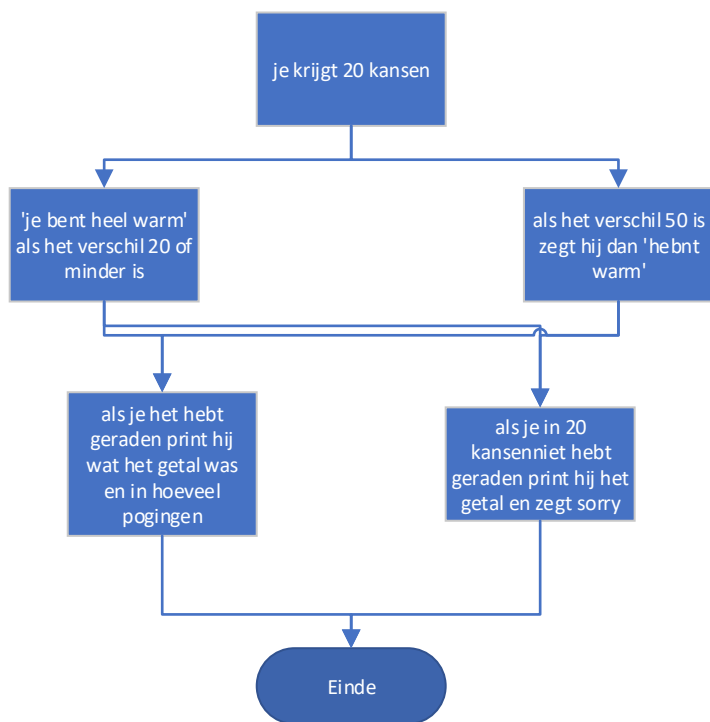 je krijgt 20 kansen
'je bent heel warm'
als het verschil 20 of
minder is
als het verschil 50 is
zegt hij dan 'hebnt
warm'
als je het hebt
geraden print hij
wat het getal was
en in hoeveel
pogingen
als je in 20
kansenniet hebt
geraden print hij het
getal en zegt sorry
Einde